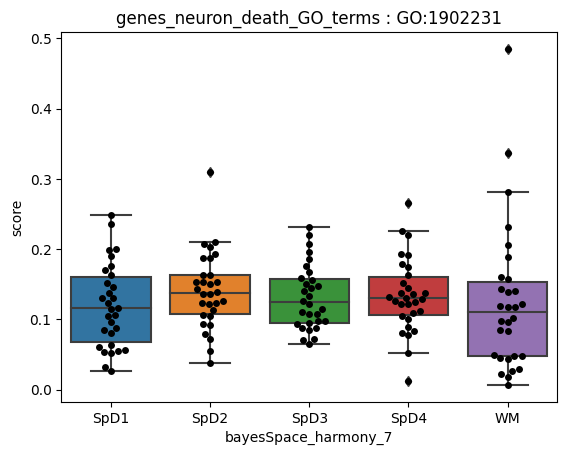 genes_neuron_death_GO_terms : GO:1902231
0.5
0.4
0.3
0.2
0.1
0.0
score
SpD1 SpD2 SpD3 SpD4 WM
bayesSpace_harmony_7